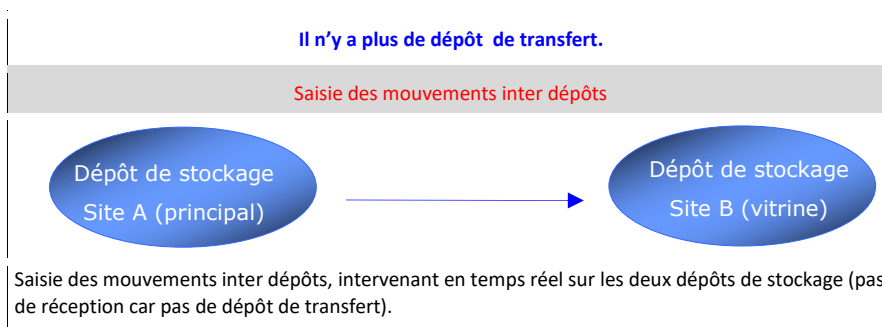 Il n'y a plus de dépôt de transfert.
Saisie des mouvements inter dépôts
Dépôt de stockage
Site A (principal)
Dépôt de stockage
Site B (vitrine)
Saisie des mouvements inter dépôts, intervenant en temps réel sur les deux dépôts de stockage (pas
de réception car pas de dépôt de transfert).